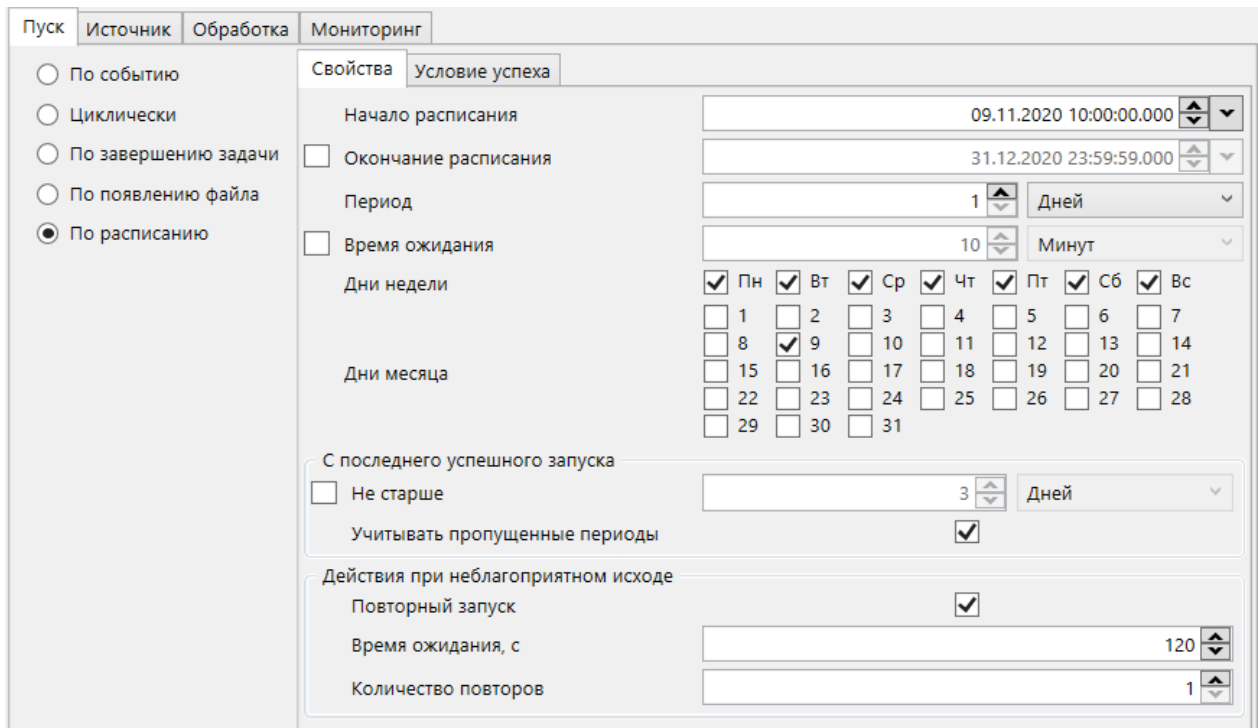 Пуск Источник Обработка Мониторинг
По событию
Циклически
По завершению задачи
По появлению файла
По расписанию
Свойства Условие успеха
Начало расписания 09.11.2020 10:00:00.000
Окончание расписания 31.12.2020 23:59:59.000
Период 1 Дней
Время ожидания 10 Минут
Дни недели Пн Вт Ср Чт Пт Сб Вс
Дни месяца
1 2 3 4 5 6 7
8 9 10 11 12 13 14
15 16 17 18 19 20 21
22 23 24 25 26 27 28
29 30 31
С последнего успешного запуска
Не старше 3 Дней
Учитывать пропущенные периоды
Действия при неблагоприятном исходе
Повторный запуск
Время ожидания, с 120
Количество повторов 1